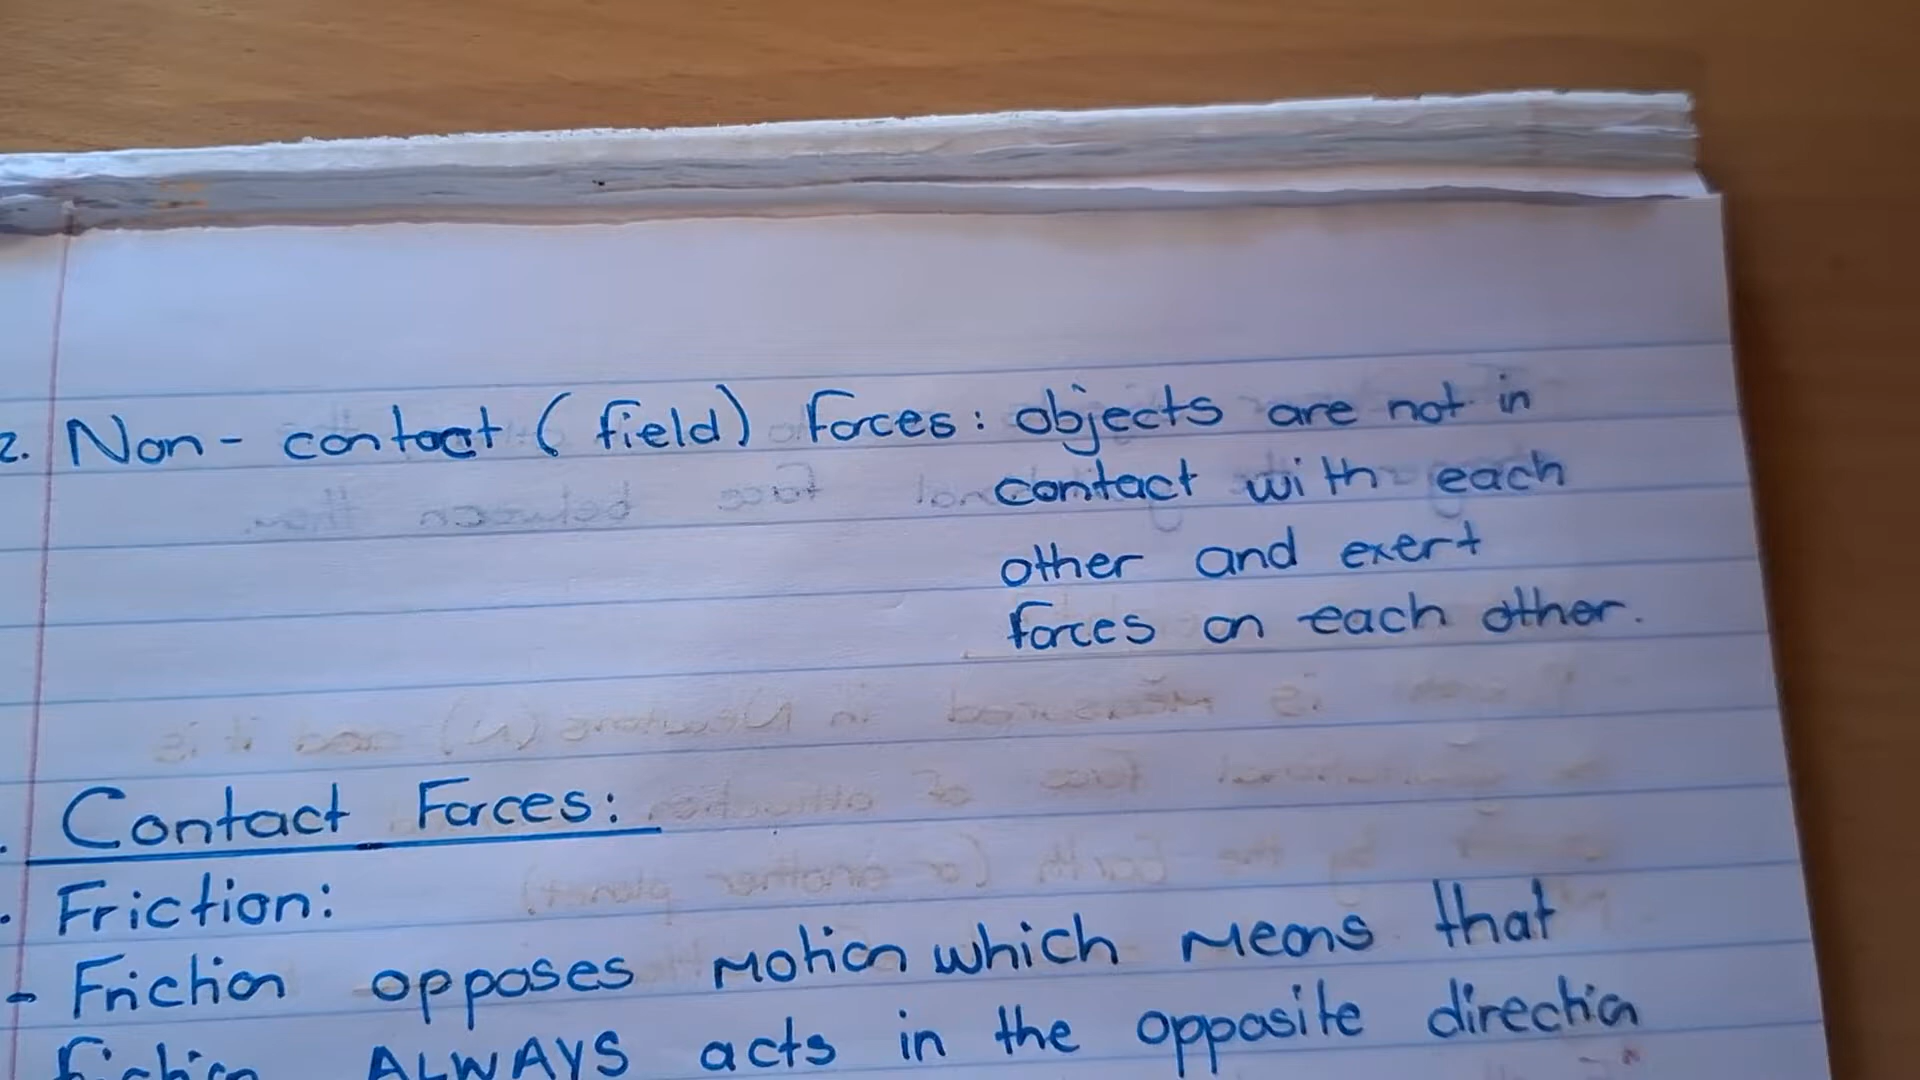 2. Non-contact (field) forces: objects are not in
contact with each
other and exert
forces on each other.
Contact Forces:
Friction:
- Friction opposes motion which means that
friction ALWAYS acts in the opposite direction